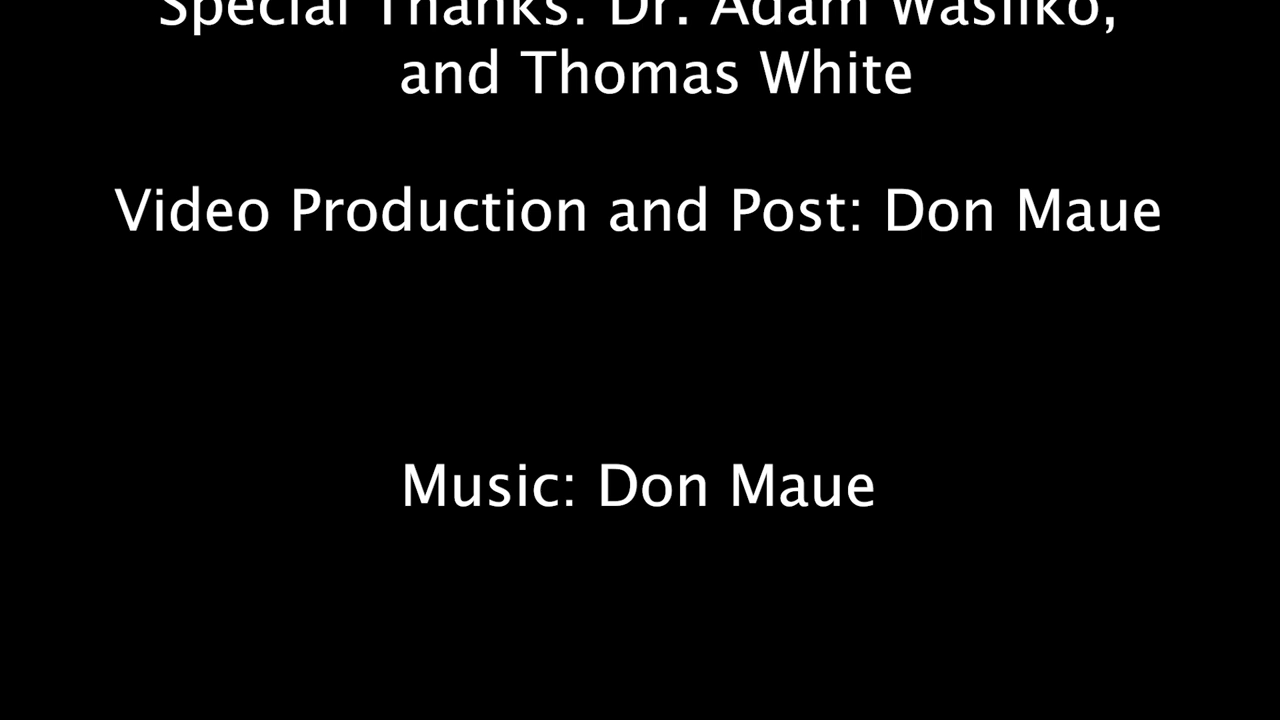 Special Thanks: Dr. Adam Wasilko,
and Thomas White
Video Production and Post: Don Maue
Music: Don Maue